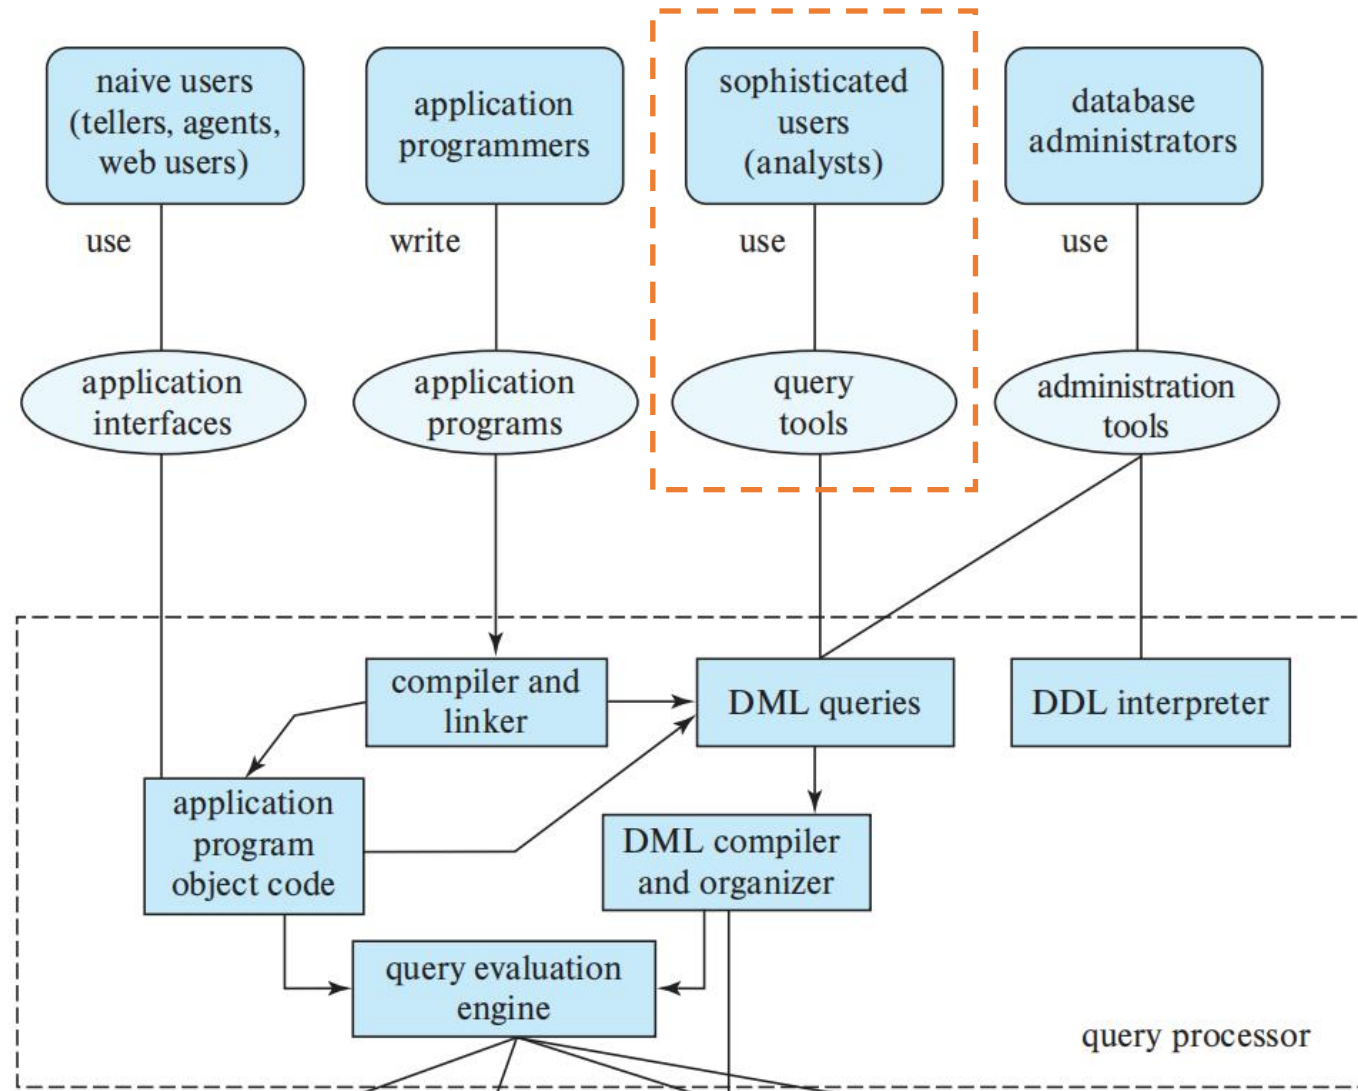 naive users
(tellers, agents,
web users)
application
programmers
sophisticated
users
(analysts)
database
administrators
use
write
use
use
application
interfaces
application
programs
query
tools
administration
tools
compiler and
linker
DML queries
DDL interpreter
application
program
object code
DML compiler
and organizer
query evaluation
engine
query processor